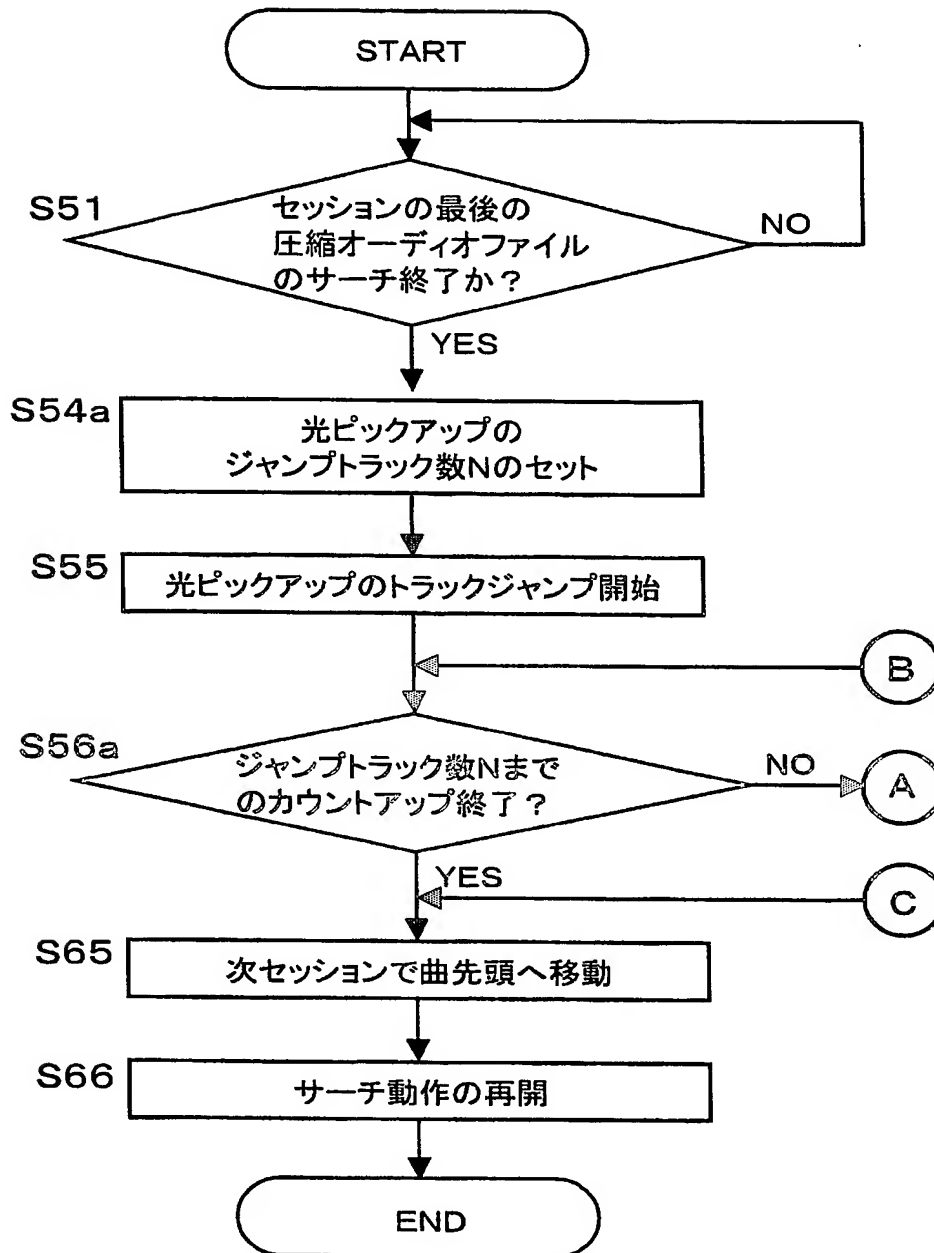 START
S51
セッションの最後の
圧縮オーディオファイル
のサーチ終了か?
NO
YES
S54a
光ピックアップの
ジャンプトラック数Nのセット
S55
光ピックアップのトラックジャンプ開始
B
S56a
ジャンプトラック数Nまで
のカウントアップ終了?
NO
A
YES
C
S65
次セッションで曲先頭へ移動
S66
サーチ動作の再開
END